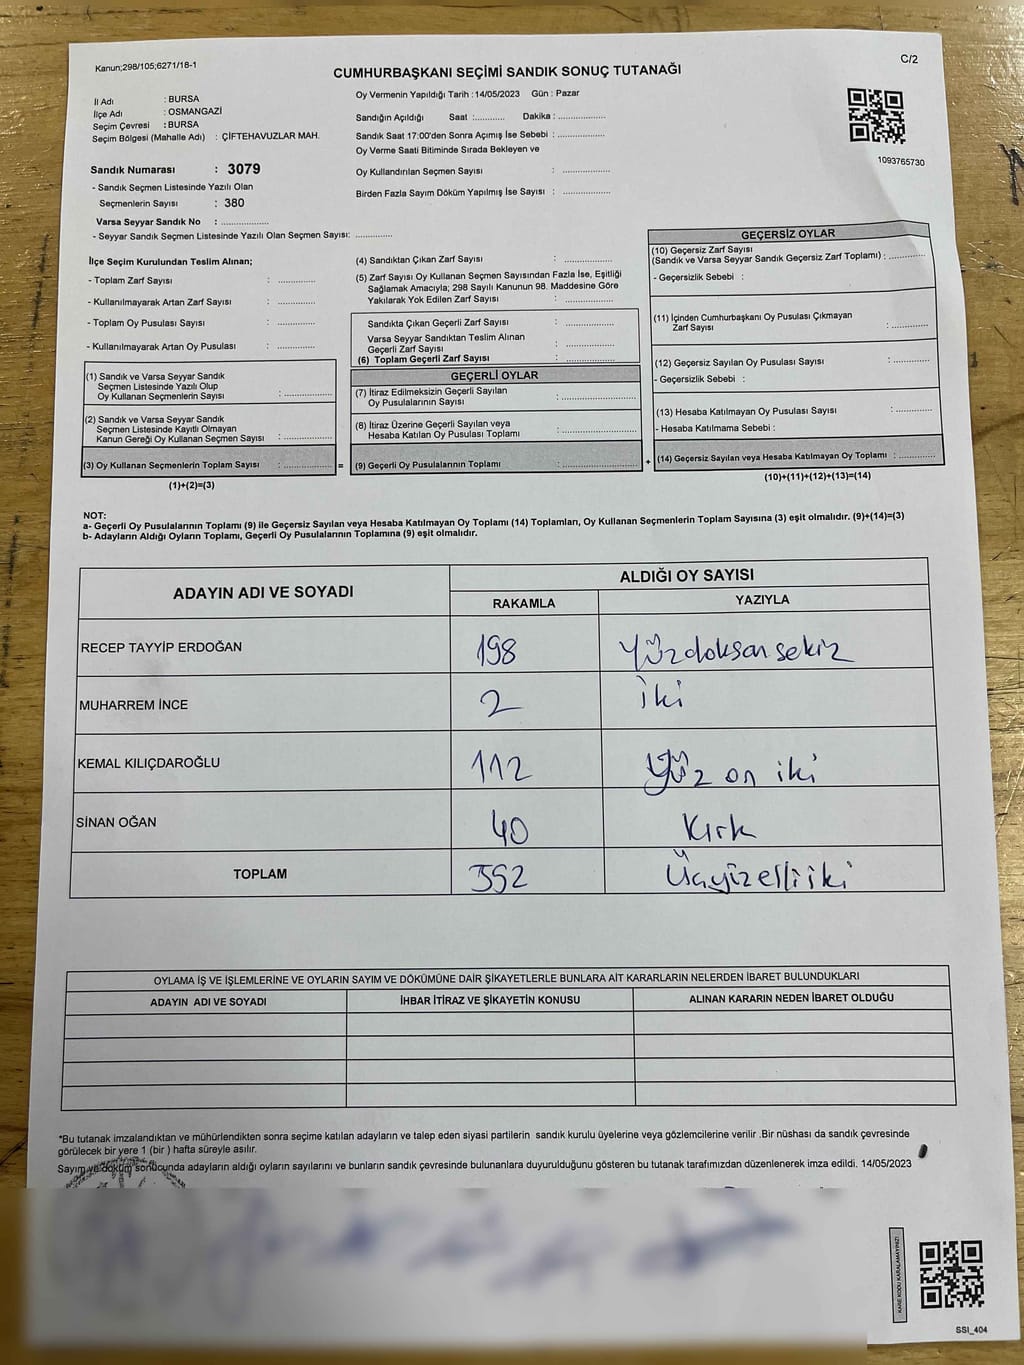 Kanun;298/105;6271/18-1
C/2
CUMHURBAŞKANI SEÇİMİ SANDIK SONUÇ TUTANAĞI
İl Adı : BURSA
İlçe Adı : OSMANGAZİ
Seçim Çevresi : BURSA
Seçim Bölgesi (Mahalle Adı) : ÇİFTEHAVUZLAR MAH.
Sandık Numarası : 3079
- Sandık Seçmen Listesinde Yazılı Olan
Seçmenlerin Sayısı : 380
Varsa Seyyar Sandık No : ..................
- Seyyar Sandık Seçmen Listesinde Yazılı Olan Seçmen Sayısı: ..............
Oy Vermenin Yapıldığı Tarih : 14/05/2023 Gün : Pazar
Sandığın Açıldığı Saat :........... Dakika : ..................
Sandık Saat 17:00'den Sonra Açımış İse Sebebi : ..................
Oy Verme Saati Bitiminde Sırada Bekleyen ve
Oy Kullandırılan Seçmen Sayısı : ..................
Birden Fazla Sayım Döküm Yapılmış İse Sayısı : ..................
1093765730
İlçe Seçim Kurulundan Teslim Alınan;
- Toplam Zarf Sayısı : ..............
- Kullanılmayarak Artan Zarf Sayısı : ..............
- Toplam Oy Pusulası Sayısı : ..............
- Kullanılmayarak Artan Oy Pusulası : ..............
(1) Sandık ve Varsa Seyyar Sandık
Seçmen Listesinde Yazılı Olup
Oy Kullanan Seçmenlerin Sayısı : ..................
(2) Sandık ve Varsa Seyyar Sandık
Seçmen Listesinde Kayıtlı Olmayan
Kanun Gereği Oy Kullanan Seçmen Sayısı : ..................
(3) Oy Kullanan Seçmenlerin Toplam Sayısı : ..................
(1)+(2)=(3)
(4) Sandıktan Çıkan Zarf Sayısı : ..................
(5) Zarf Sayısı Oy Kullanan Seçmen Sayısından Fazla İse, Eşitliği
Sağlamak Amacıyla; 298 Sayılı Kanunun 98. Maddesine Göre
Yakılarak Yok Edilen Zarf Sayısı : ..................
Sandıkta Çıkan Geçerli Zarf Sayısı : ..................
Varsa Seyyar Sandıktan Teslim Alınan
Geçerli Zarf Sayısı : ..................
(6) Toplam Geçerli Zarf Sayısı : ..................
GEÇERLİ OYLAR
(7) İtiraz Edilmeksizin Geçerli Sayılan
Oy Pusulalarının Sayısı : ..................
(8) İtiraz Üzerine Geçerli Sayılan veya
Hesaba Katılan Oy Pusulası Toplamı : ..................
= (9) Geçerli Oy Pusulalarının Toplamı : ..................
GEÇERSİZ OYLAR
(10) Geçersiz Zarf Sayısı
(Sandık ve Varsa Seyyar Sandık Geçersiz Zarf Toplamı) : ..............
- Geçersizlik Sebebi :
(11) İçinden Cumhurbaşkanı Oy Pusulası Çıkmayan
Zarf Sayısı : ..............
(12) Geçersiz Sayılan Oy Pusulası Sayısı : ..............
- Geçersizlik Sebebi :
(13) Hesaba Katılmayan Oy Pusulası Sayısı : ..............
- Hesaba Katılmama Sebebi :
+ (14) Geçersiz Sayılan veya Hesaba Katılmayan Oy Toplamı : ..............
(10)+(11)+(12)+(13)=(14)
NOT:
a- Geçerli Oy Pusulalarının Toplamı (9) ile Geçersiz Sayılan veya Hesaba Katılmayan Oy Toplamı (14) Toplamları, Oy Kullanan Seçmenlerin Toplam Sayısına (3) eşit olmalıdır. (9)+(14)=(3)
b- Adayların Aldığı Oyların Toplamı, Geçerli Oy Pusulalarının Toplamına (9) eşit olmalıdır.
ADAYIN ADI VE SOYADI ALDIĞI OY SAYISI
RAKAMLA YAZIYLA
RECEP TAYYİP ERDOĞAN 198 Yüzdoksan sekiz
MUHARREM İNCE 2 iki
KEMAL KILIÇDAROĞLU 112 Yüz on iki
SİNAN OĞAN 40 Kırk
TOPLAM 352 Üçyüzelli iki
OYLAMA İŞ VE İŞLEMLERİNE VE OYLARIN SAYIM VE DÖKÜMÜNE DAİR ŞİKAYETLERLE BUNLARA AİT KARARLARIN NELERDEN İBARET BULUNDUKLARI
ADAYIN ADI VE SOYADI İHBAR İTİRAZ VE ŞİKAYETİN KONUSU ALINAN KARARIN NEDEN İBARET OLDUĞU
*Bu tutanak imzalandıktan ve mühürlendikten sonra seçime katılan adayların ve talep eden siyasi partilerin sandık kurulu üyelerine veya gözlemcilerine verilir .Bir nüshası da sandık çevresinde
görülecek bir yere 1 (bir ) hafta süreyle asılır.
Sayım ve döküm sonucunda adayların aldığı oyların sayılarını ve bunların sandık çevresinde bulunanlara duyurulduğunu gösteren bu tutanak tarafımızdan düzenlenerek imza edildi. 14/05/2023
KARE KODU KARALAMAYINIZ!
SSI_404